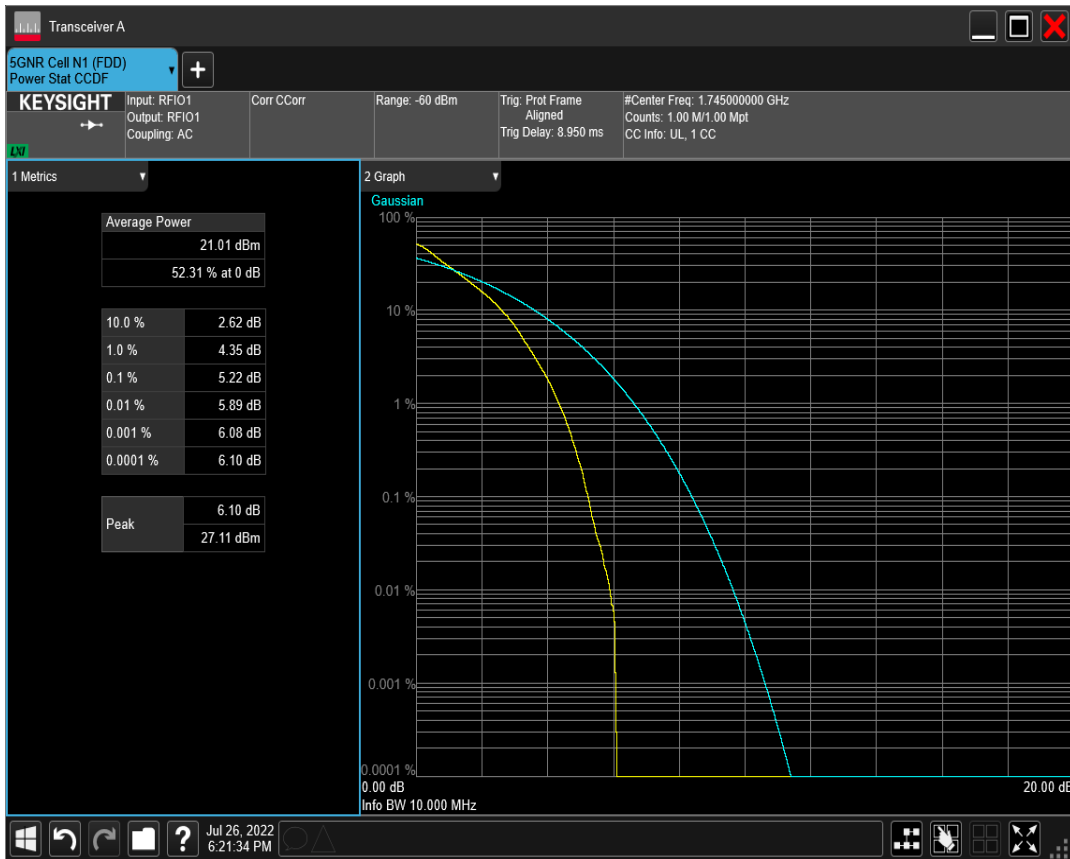 Transceiver A
5GNR Cell N1 (FDD)
Power Stat CCDF
+
KEYSIGHT
LXI
Input: RFIO1
Output: RFIO1
Coupling: AC
Corr CCorr
Range: -60 dBm
Trig: Prot Frame
Aligned
Trig Delay: 8.950 ms
#Center Freq: 1.745000000 GHz
Counts: 1.00 M/1.00 Mpt
CC Info: UL, 1 CC
1 Metrics
Average Power
21.01 dBm
52.31 % at 0 dB
10.0 % 2.62 dB
1.0 % 4.35 dB
0.1 % 5.22 dB
0.01 % 5.89 dB
0.001 % 6.08 dB
0.0001 % 6.10 dB
Peak
6.10 dB
27.11 dBm
2 Graph
Gaussian
100 %
10 %
1 %
0.1 %
0.01 %
0.001 %
0.0001 %
0.00 dB 20.00 dB
Info BW 10.000 MHz
?
Jul 26, 2022
6:21:34 PM